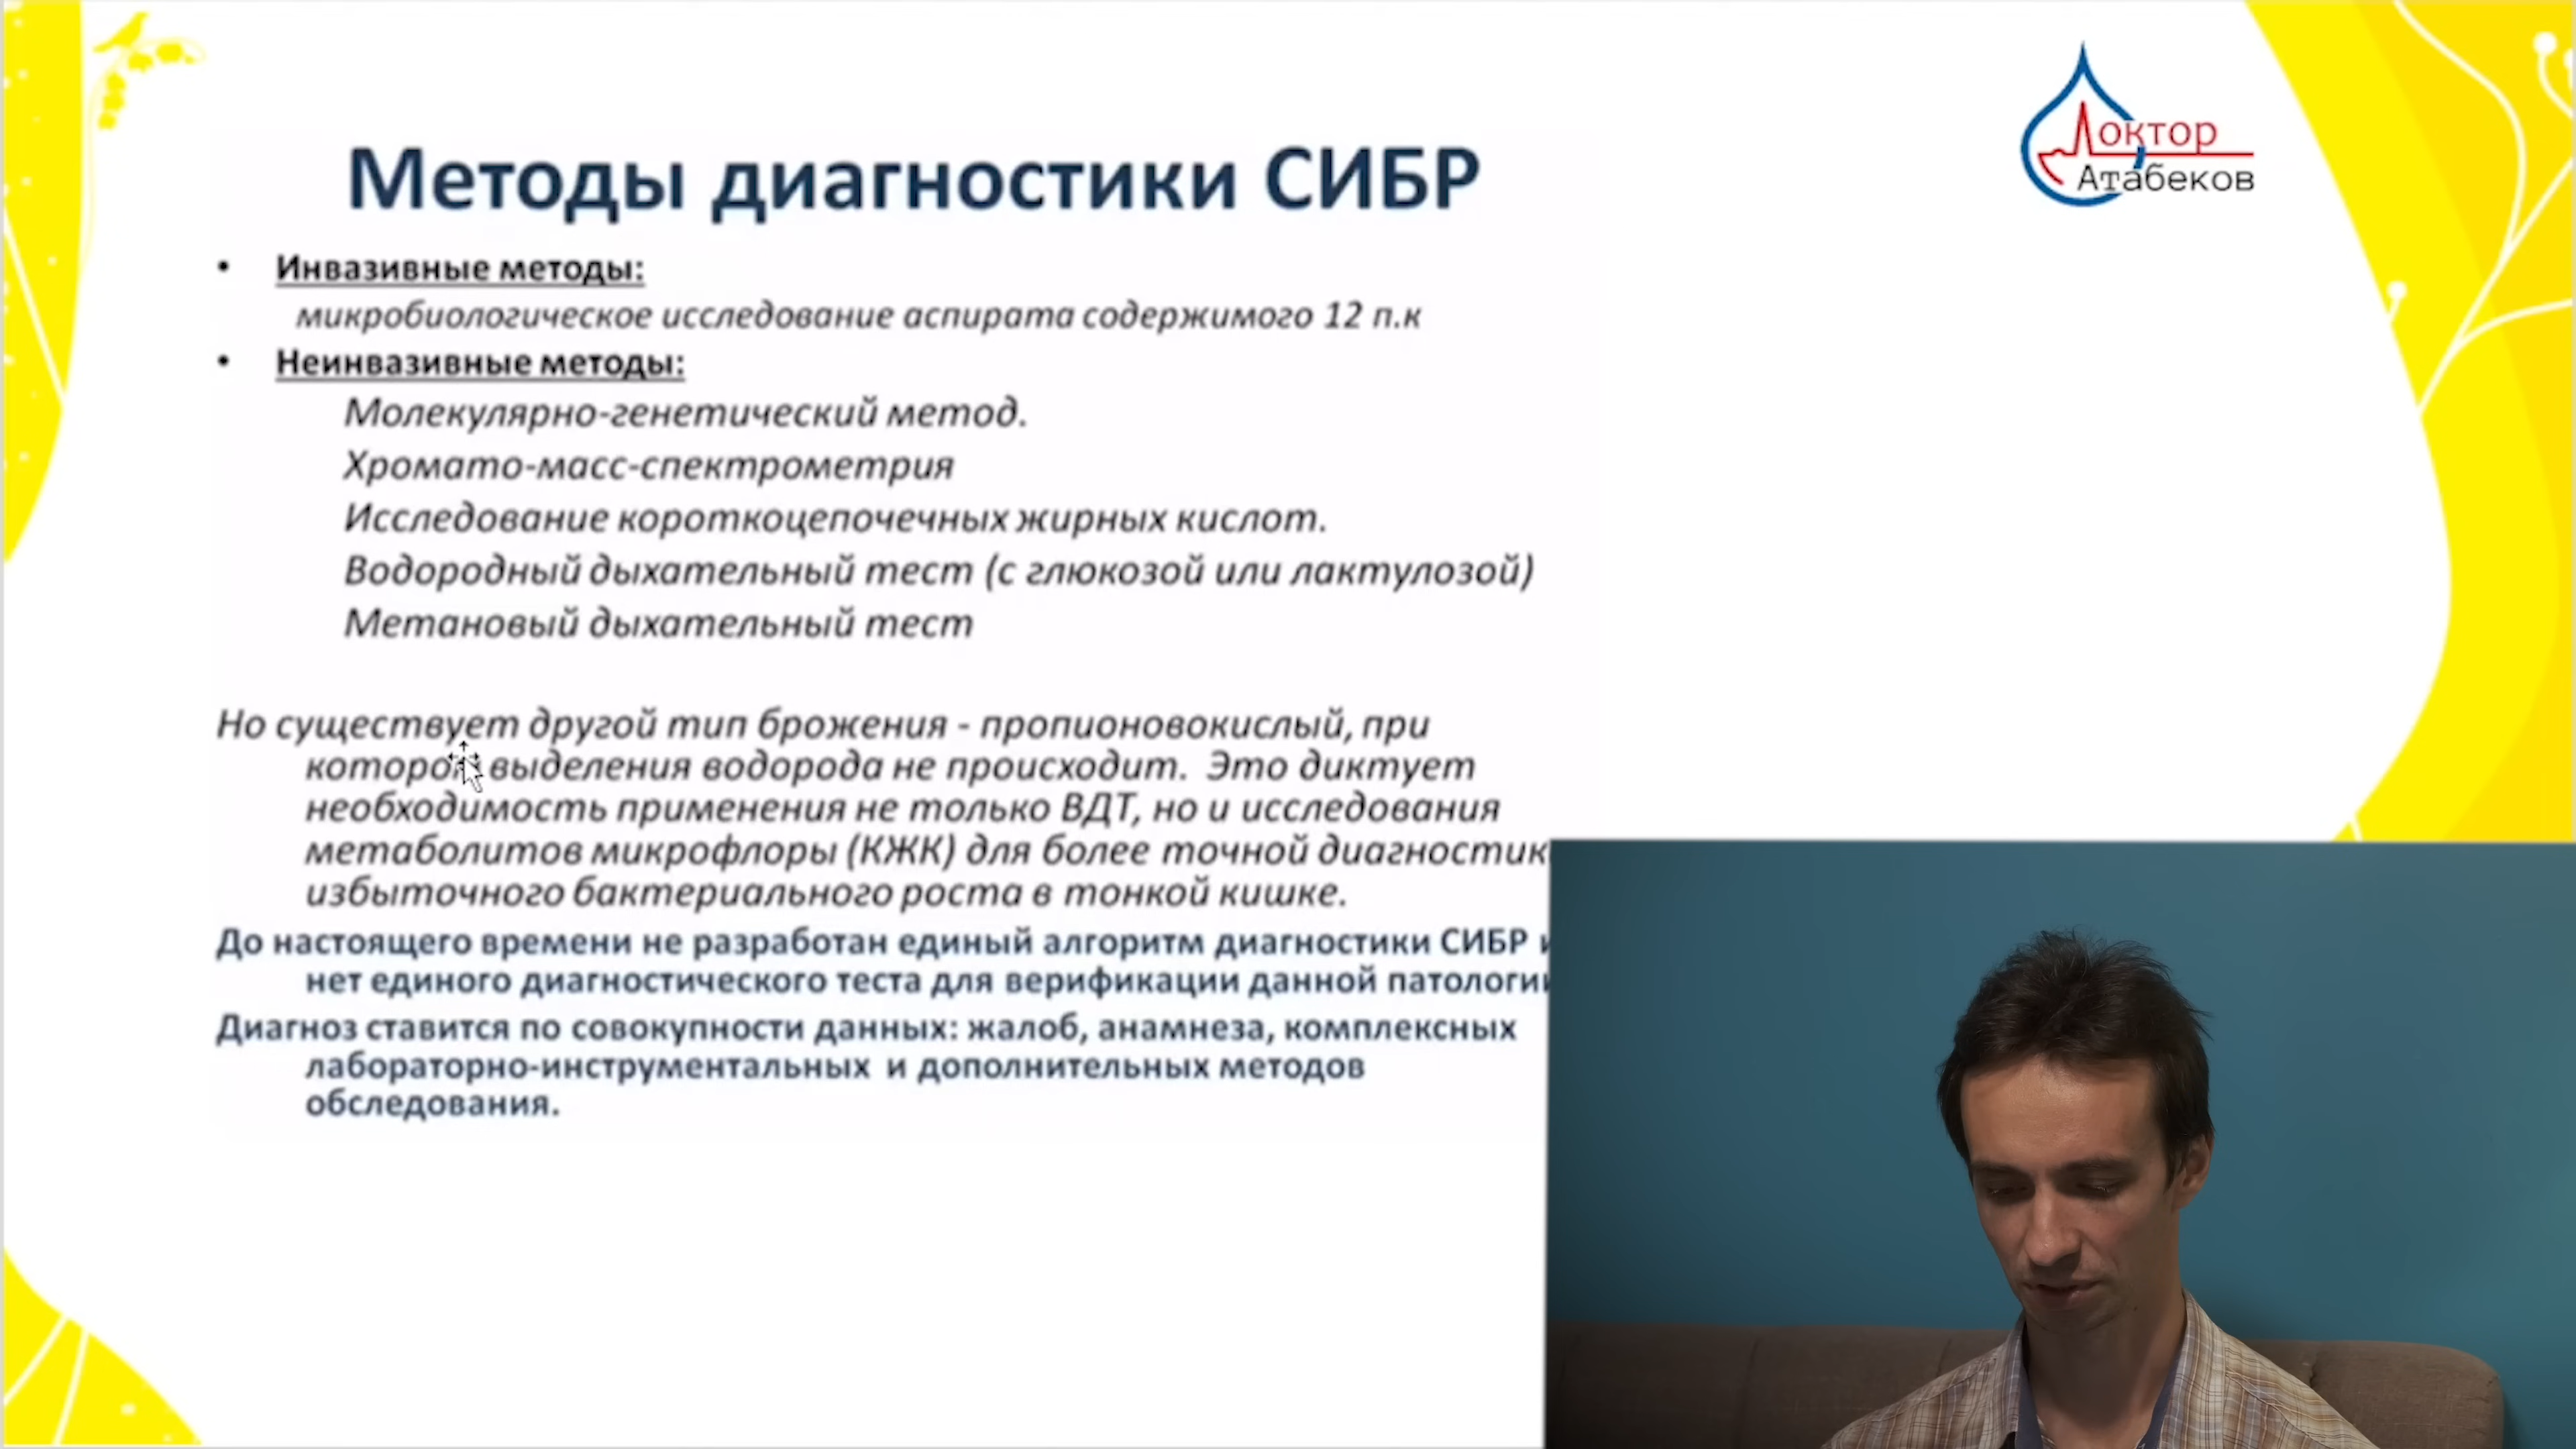 Доктор
Атабеков
Методы диагностики СИБР
• Инвазивные методы:
микробиологическое исследование аспирата содержимого 12 п.к
• Неинвазивные методы:
Молекулярно-генетический метод.
Хромато-масс-спектрометрия
Исследование короткоцепочечных жирных кислот.
Водородный дыхательный тест (с глюкозой или лактулозой)
Метановый дыхательный тест
Но существует другой тип брожения - пропионовокислый, при
котором выделения водорода не происходит. Это диктует
необходимость применения не только ВДТ, но и исследования
метаболитов микрофлоры (КЖК) для более точной диагностик
избыточного бактериального роста в тонкой кишке.
До настоящего времени не разработан единый алгоритм диагностики СИБР и
нет единого диагностического теста для верификации данной патологии
Диагноз ставится по совокупности данных: жалоб, анамнеза, комплексных
лабораторно-инструментальных и дополнительных методов
обследования.